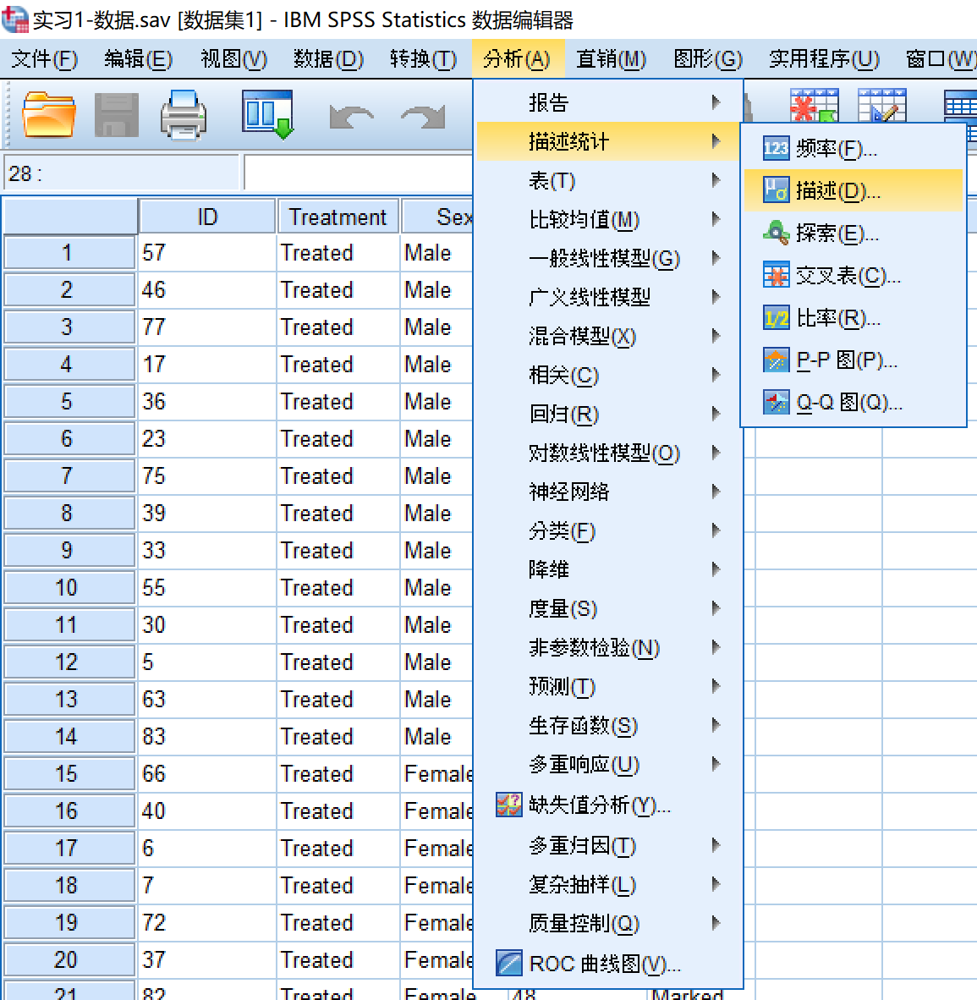 实习1-数据.sav [数据集1] - IBM SPSS Statistics 数据编辑器
文件(F) 编辑(E) 视图(V) 数据(D) 转换(T) 分析(A) 直销(M) 图形(G) 实用程序(U) 窗口(W)
28 :
ID Treatment Sex
1 57 Treated Male
2 46 Treated Male
3 77 Treated Male
4 17 Treated Male
5 36 Treated Male
6 23 Treated Male
7 75 Treated Male
8 39 Treated Male
9 33 Treated Male
10 55 Treated Male
11 30 Treated Male
12 5 Treated Male
13 63 Treated Male
14 83 Treated Male
15 66 Treated Female
16 40 Treated Female
17 6 Treated Female
18 7 Treated Female
19 72 Treated Female
20 37 Treated Female
21 82 Treated Female 48 Marked
报告
描述统计
表(T)
比较均值(M)
一般线性模型(G)
广义线性模型
混合模型(X)
相关(C)
回归(R)
对数线性模型(O)
神经网络
分类(F)
降维
度量(S)
非参数检验(N)
预测(T)
生存函数(S)
多重响应(U)
缺失值分析(Y)...
多重归因(T)
复杂抽样(L)
质量控制(Q)
ROC 曲线图(V)...
123 频率(F)...
描述(D)...
探索(E)...
交叉表(C)...
1/2 比率(R)...
P-P 图(P)...
Q-Q 图(Q)...